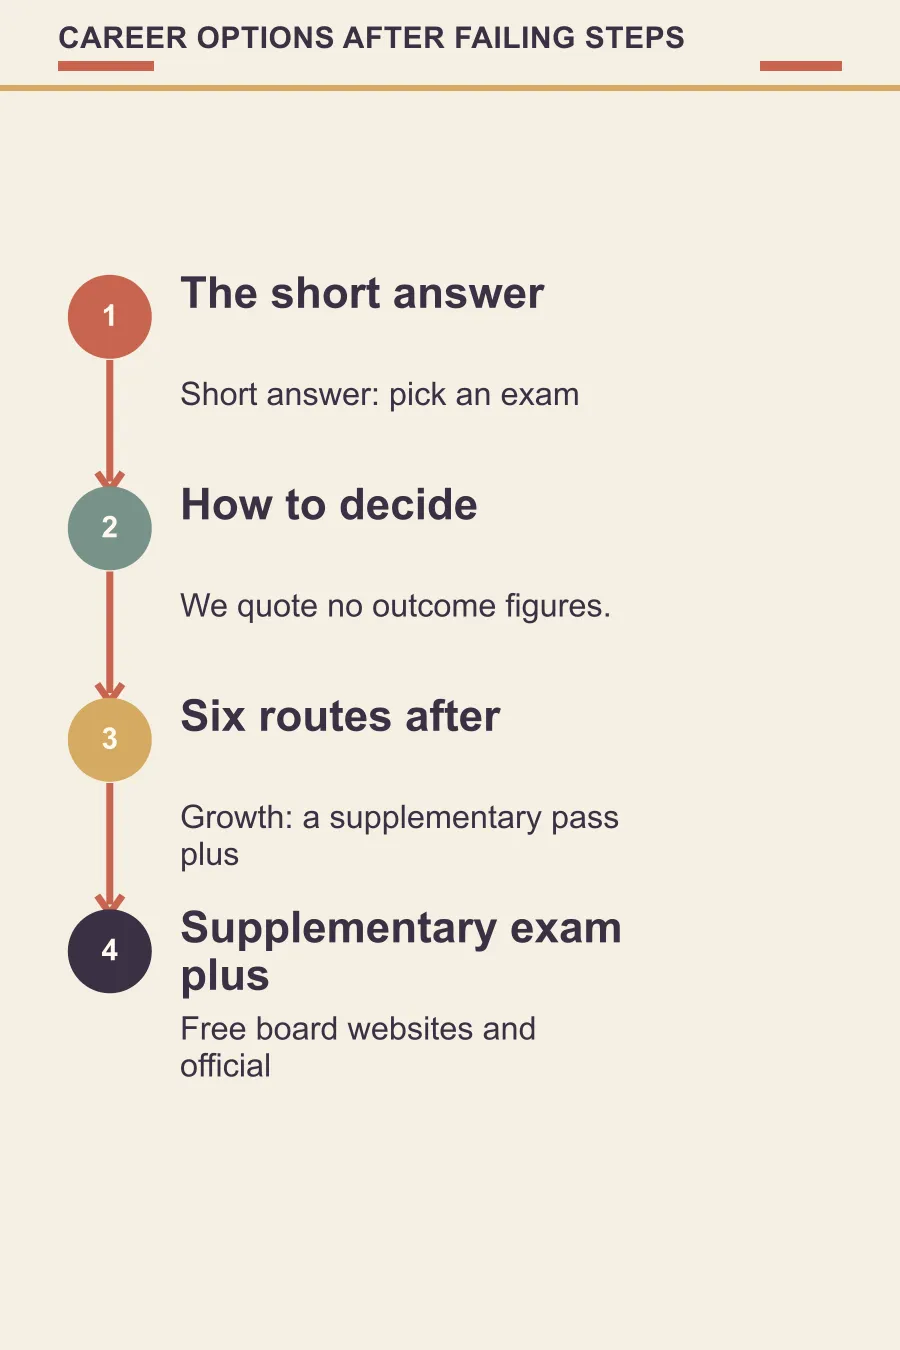 CAREER OPTIONS AFTER FAILING STEPS
1
The short answer
Short answer: pick an exam
2
How to decide
We quote no outcome figures.
3
Six routes after
Growth: a supplementary pass
plus
4
Supplementary exam
plus
Free board websites and
official